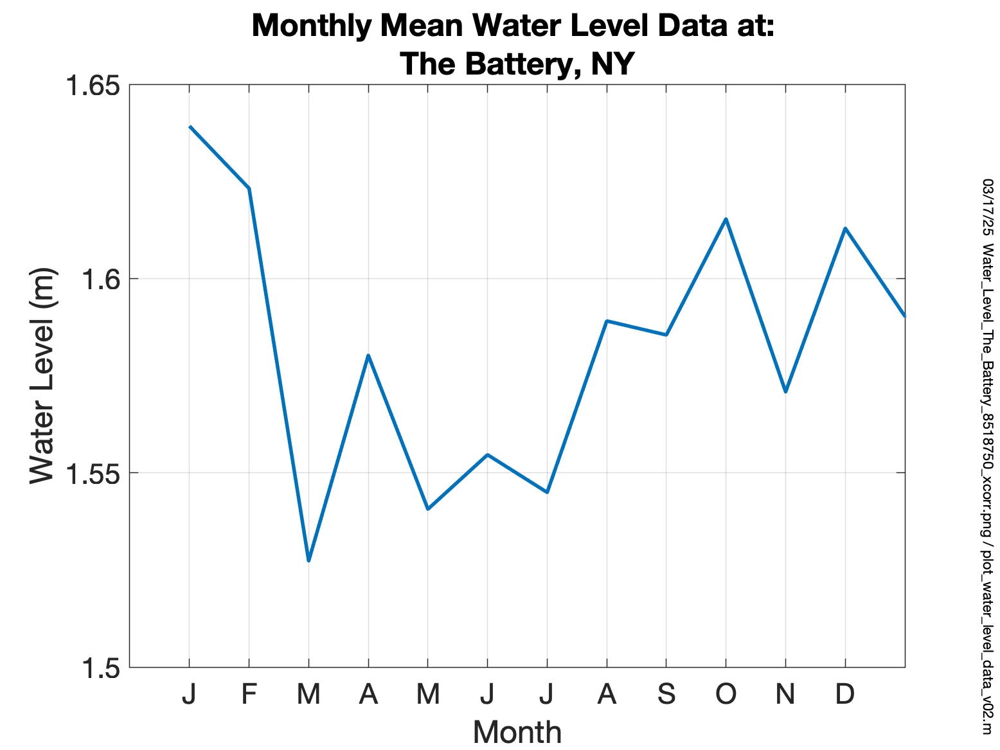 Monthly Mean Water Level Data at:
The Battery, NY
Water Level (m)
1.65
1.6
1.55
1.5
J F M A M J J A S O N D
Month
03/17/25 Water_Level_The_Battery_8518750_xcorr.png / plot_water_level_data_v02.m